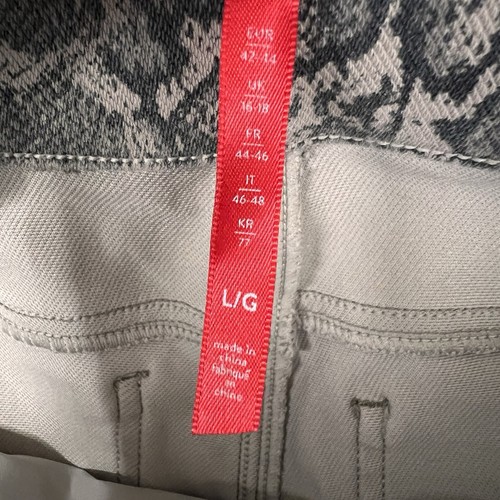 EUR
42-44
UK
16-18
FR
44-46
IT
46-48
KR
77
L/G
made in
china
fabriqué
en
chine